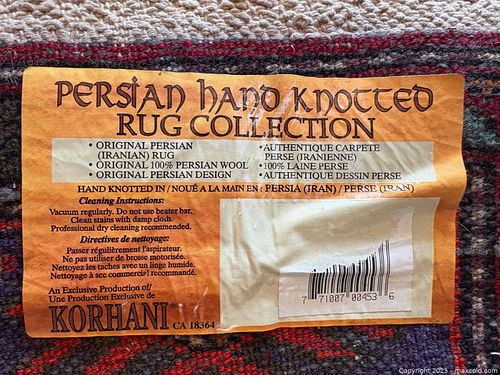 PERSIAN HAND KNOTTED
RUG COLLECTION
• ORIGINAL PERSIAN
(IRANIAN) RUG
• ORIGINAL 100% PERSIAN WOOL
• ORIGINAL PERSIAN DESIGN
• AUTHENTIQUE CARPETE
PERSE (IRANIENNE)
• 100% LAINE PERSE
• AUTHENTIQUE DESSIN PERSE
HAND KNOTTED IN / NOUÉ A LA MAIN EN : PERSIA (IRAN) / PERSE (IRAN)
Cleaning Instructions:
Vacuum regularly. Do not use beater bar.
Clean stains with damp cloth.
Professional dry cleaning recommended.
Directives de nettoyage:
Passer régulièrement l'aspirateur.
Ne pas utiliser de brosse motorisée.
Nettoyez les taches avec un linge humide.
Nettoyage à sec commercial recommandé.
An Exclusive Production of/
Une Production Exclusive de
KORHANI
CA 18364
7 71007 00453 6
Copyright 2025 - maxsold.com